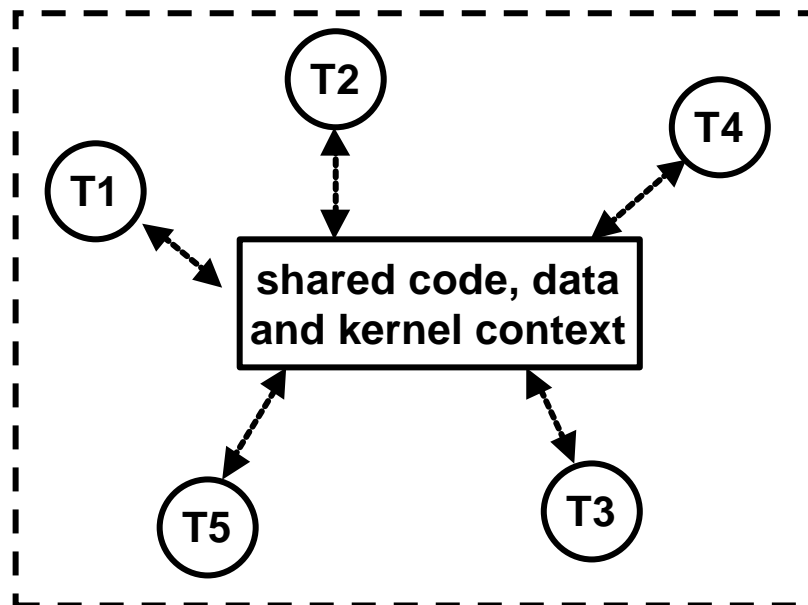 T2
T4
T1
shared code, data
and kernel context
T5
T3